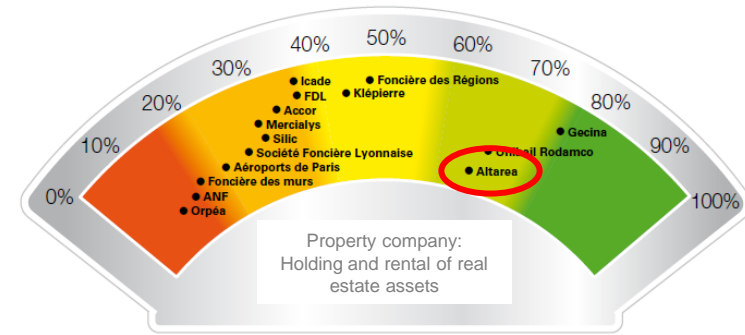 0%
10%
20%
30%
40%
50%
60%
70%
80%
90%
100%
Icade
FDL
Accor
Mercialys
Silic
Société Foncière Lyonnaise
Aéroports de Paris
Foncière des murs
ANF
Orpéa
Foncière des Régions
Klépierre
Gecina
Unibail Rodamco
Altarea
Property company:
Holding and rental of real
estate assets